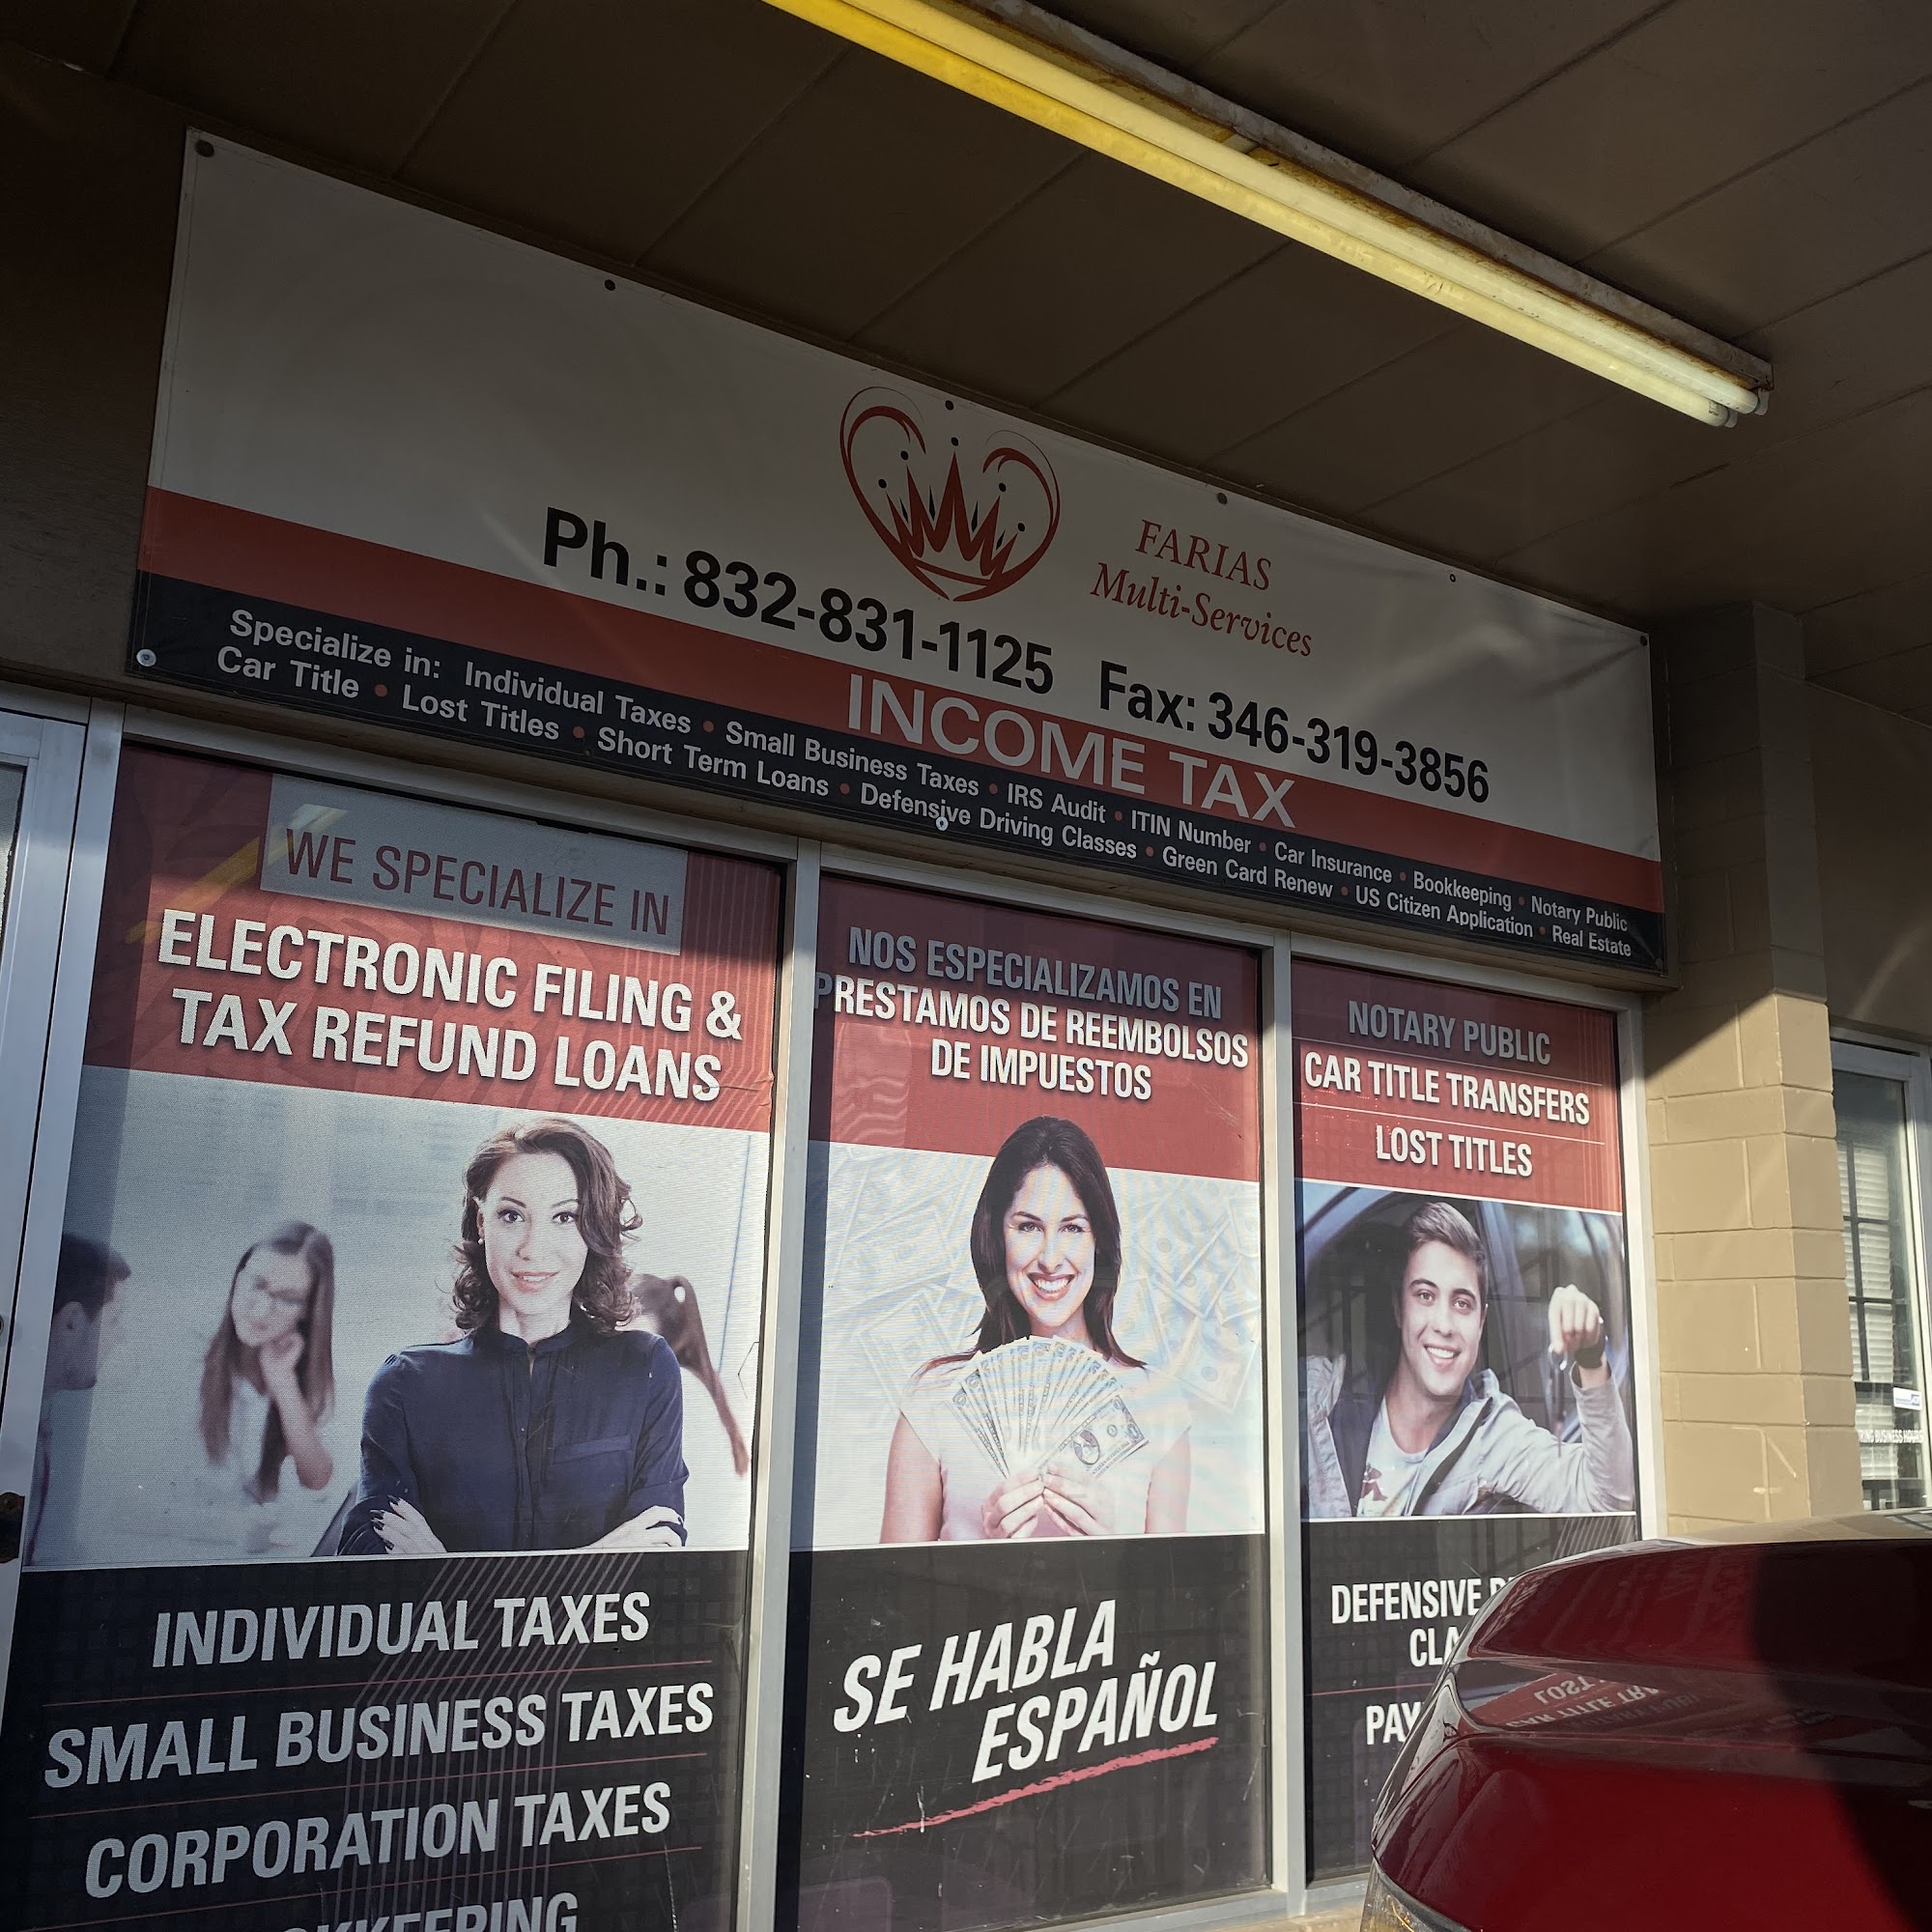 FARIAS
Multi-Services
Ph.: 832-831-1125 Fax: 346-319-3856
INCOME TAX
Specialize in: Individual Taxes • Small Business Taxes • IRS Audit • ITIN Number • Car Insurance • Bookkeeping • Notary Public
Car Title • Lost Titles • Short Term Loans • Defensive Driving Classes • Green Card Renew • US Citizen Application • Real Estate
WE SPECIALIZE IN
ELECTRONIC FILING &
TAX REFUND LOANS
INDIVIDUAL TAXES
SMALL BUSINESS TAXES
CORPORATION TAXES
NOS ESPECIALIZAMOS EN
PRESTAMOS DE REEMBOLSOS
DE IMPUESTOS
SE HABLA
ESPAÑOL
NOTARY PUBLIC
CAR TITLE TRANSFERS
LOST TITLES
DEFENSIVE
BUSINESS HOURS